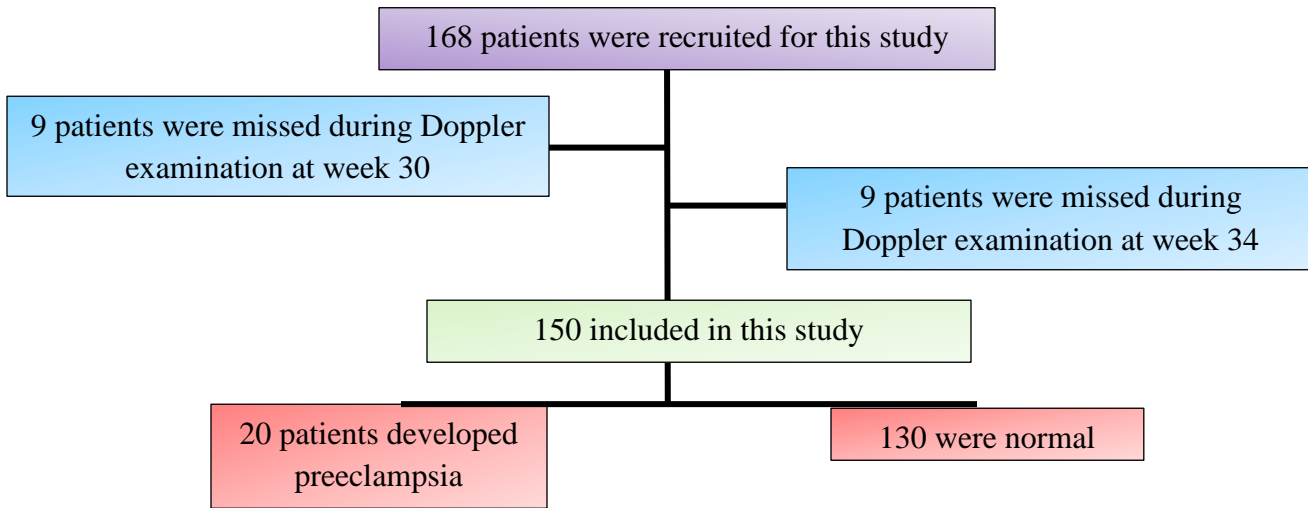 168 patients were recruited for this study
9 patients were missed during Doppler
examination at week 30
9 patients were missed during
Doppler examination at week 34
150 included in this study
20 patients developed
preeclampsia
130 were normal